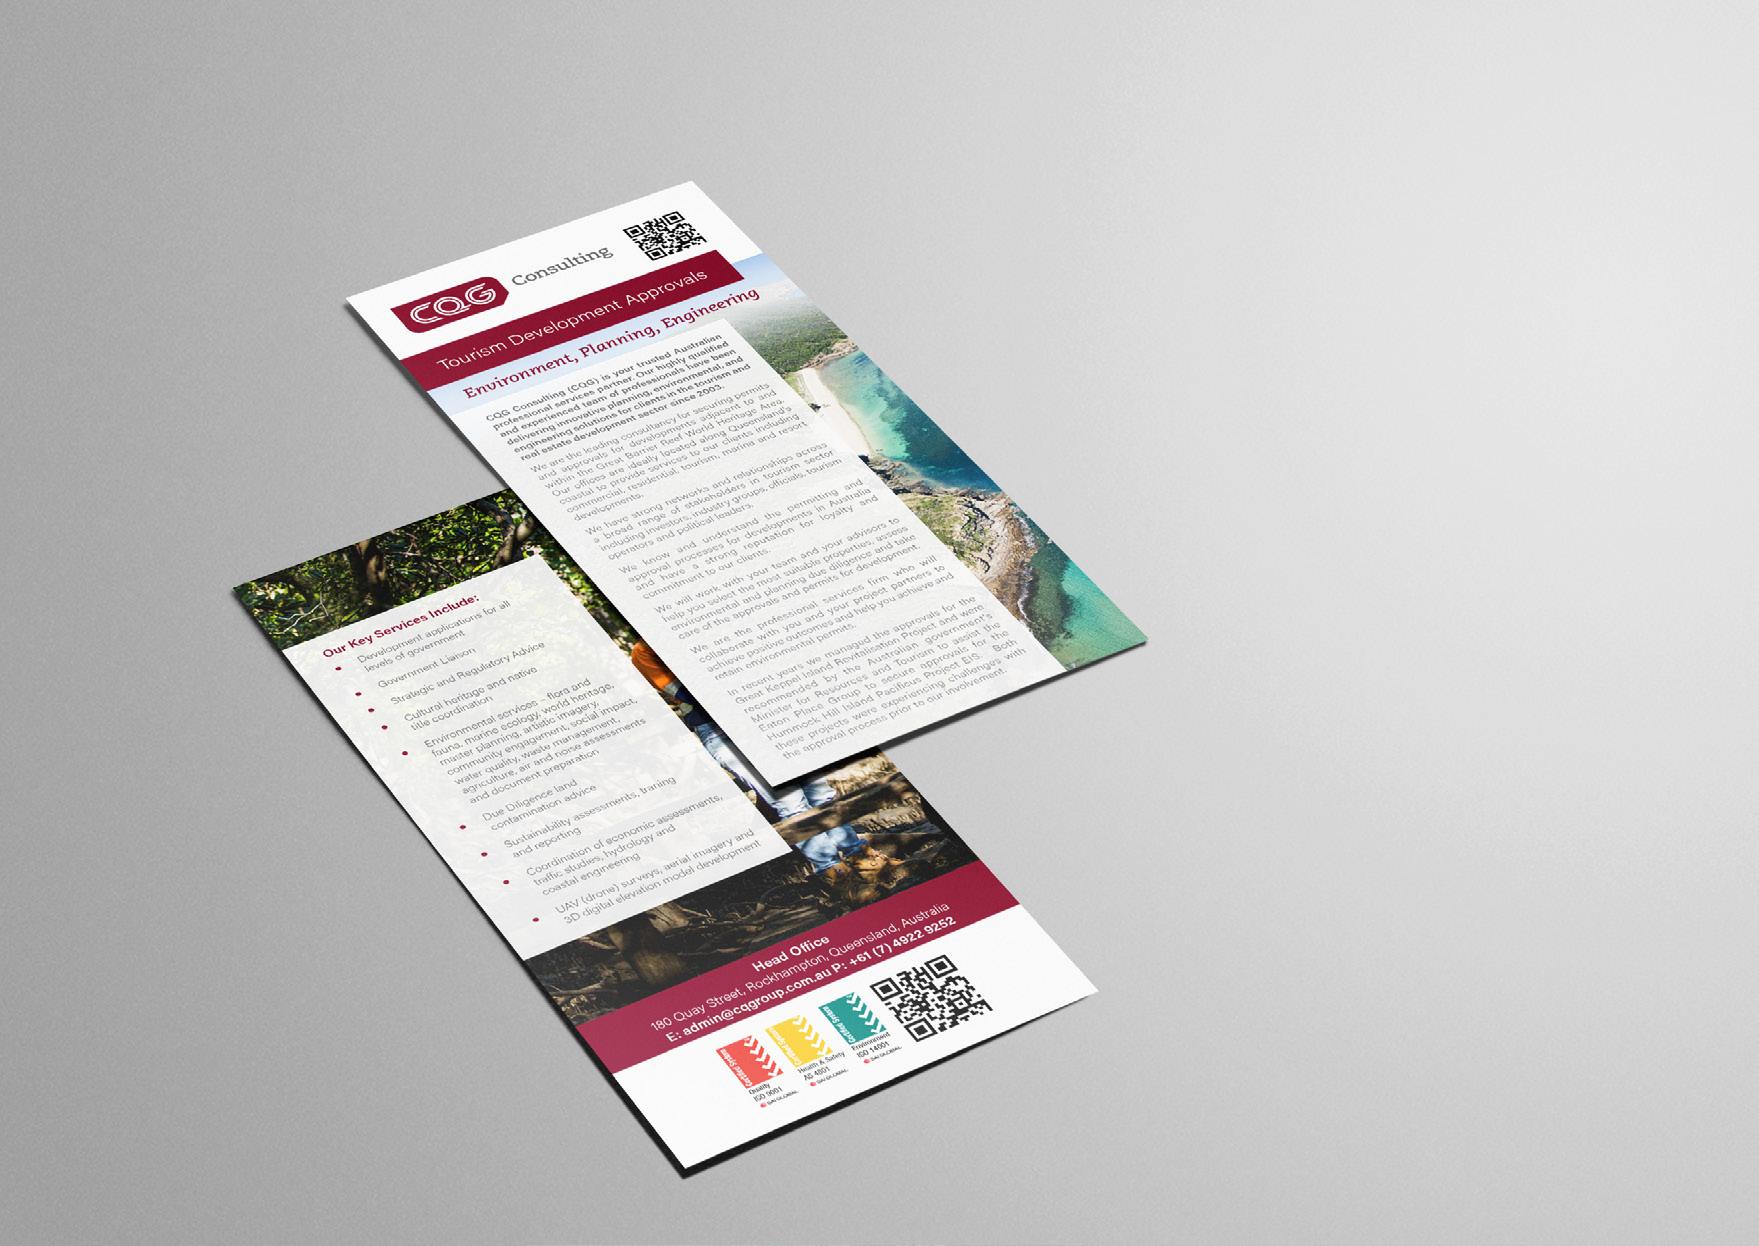 CQG Consulting
Tourism Development Approvals
Environment, Planning, Engineering
CQG Consulting (CQG) is your trusted Australian
professional services partner. Our highly qualified
and experienced team of professionals have been
delivering innovative planning, environmental, and
engineering solutions for clients in the tourism and
real estate development sector since 2003.
We are the leading consultancy for securing permits
and approvals for developments adjacent to and
within the Great Barrier Reef World Heritage Area.
Our offices are ideally located along Queensland's
coastal to provide services to our clients including
commercial, residential, tourism, marina and resort
developments.
We have strong networks and relationships across
a broad range of stakeholders in tourism sector
including investors, industry groups, officials, tourism
operators and political leaders.
We know and understand the permitting and
approval processes for developments in Australia
and have a strong reputation for loyalty and
commitment to our clients.
We will work with your team and your advisors to
help you select the most suitable properties, assess
environmental and planning due diligence and take
care of the approvals and permits for development.
We are the professional services firm who will
collaborate with you and your project partners to
achieve positive outcomes and help you achieve and
retain environmental permits.
In recent years we managed the approvals for the
Great Keppel Island Revitalisation Project and were
recommended by the Australian government's
Minister for Resources and Tourism to assist the
Eaton Place Group to secure approvals for the
Hummock Hill Island Pacificus Project EIS. Both
these projects were experiencing challenges with
the approval process prior to our involvement.
Our Key Services Include:
• Development applications for all
levels of government
• Government Liaison
• Strategic and Regulatory Advice
• Cultural heritage and native
title coordination
• Environmental services – flora and
fauna, marine ecology, world heritage,
master planning, artistic imagery,
community engagement, social impact,
water quality, waste management,
agriculture, air and noise assessments
and document preparation
• Due Diligence land
contamination advice
• Sustainability assessments, traning
and reporting
• Coordination of economic assessments,
traffic studies, hydrology and
coastal engineering
• UAV (drone) surveys, aerial imagery and
3D digital elevation model development
Head Office
180 Quay Street, Rockhampton, Queensland, Australia
E: admin@cqgroup.com.au P: +61 (7) 4922 9252
Certified System
Quality
ISO 9001
SAI GLOBAL
Certified System
Health & Safety
AS 4801
SAI GLOBAL
Certified System
Environment
ISO 14001
SAI GLOBAL